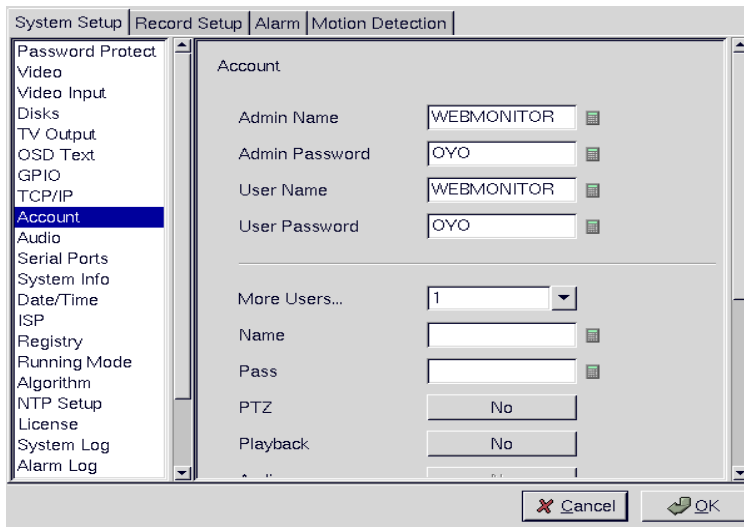 System Setup Record Setup Alarm Motion Detection
Password Protect
Video
Video Input
Disks
TV Output
OSD Text
GPIO
TCP/IP
Account
Audio
Serial Ports
System Info
Date/Time
ISP
Registry
Running Mode
Algorithm
NTP Setup
License
System Log
Alarm Log
Account
Admin Name WEBMONITOR
Admin Password OYO
User Name WEBMONITOR
User Password OYO
More Users... 1
Name
Pass
PTZ No
Playback No
Cancel OK